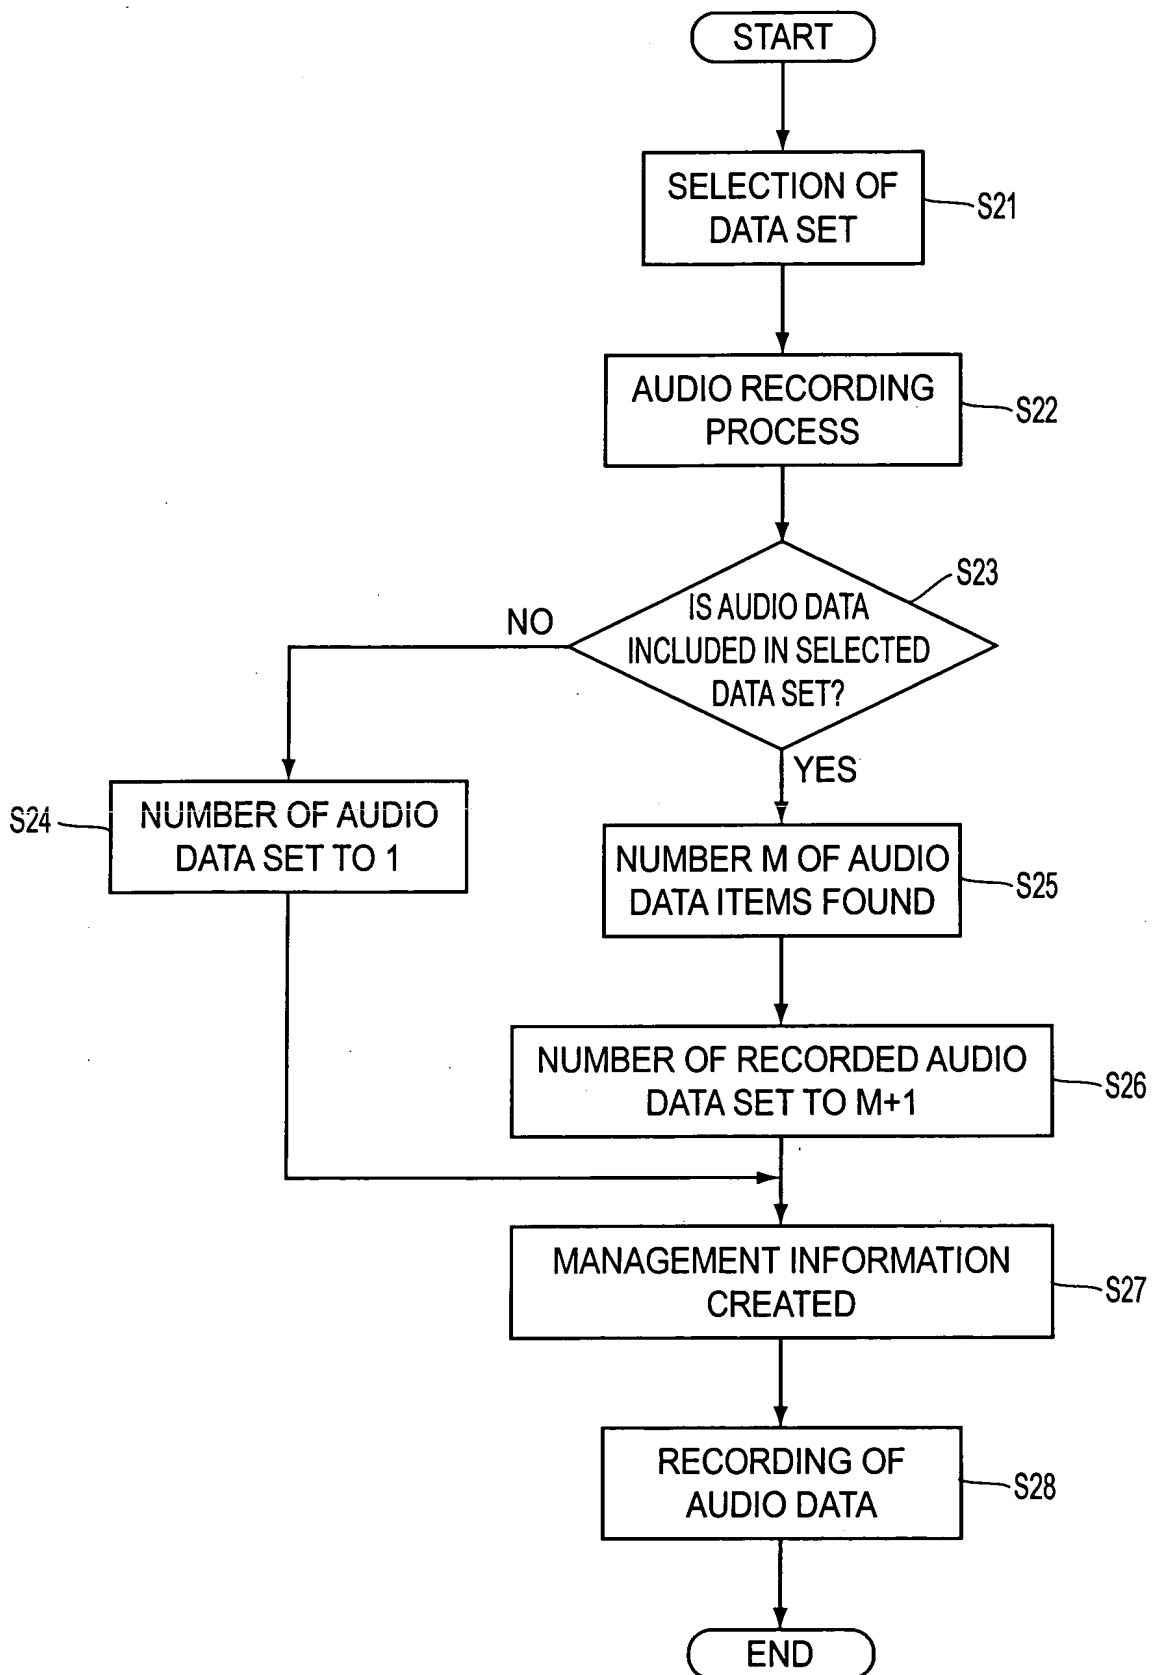 START
SELECTION OF
DATA SET
S21
AUDIO RECORDING
PROCESS
S22
S23
IS AUDIO DATA
INCLUDED IN SELECTED
DATA SET?
NO
YES
S24
NUMBER OF AUDIO
DATA SET TO 1
NUMBER M OF AUDIO
DATA ITEMS FOUND
S25
NUMBER OF RECORDED AUDIO
DATA SET TO M+1
S26
MANAGEMENT INFORMATION
CREATED
S27
RECORDING OF
AUDIO DATA
S28
END